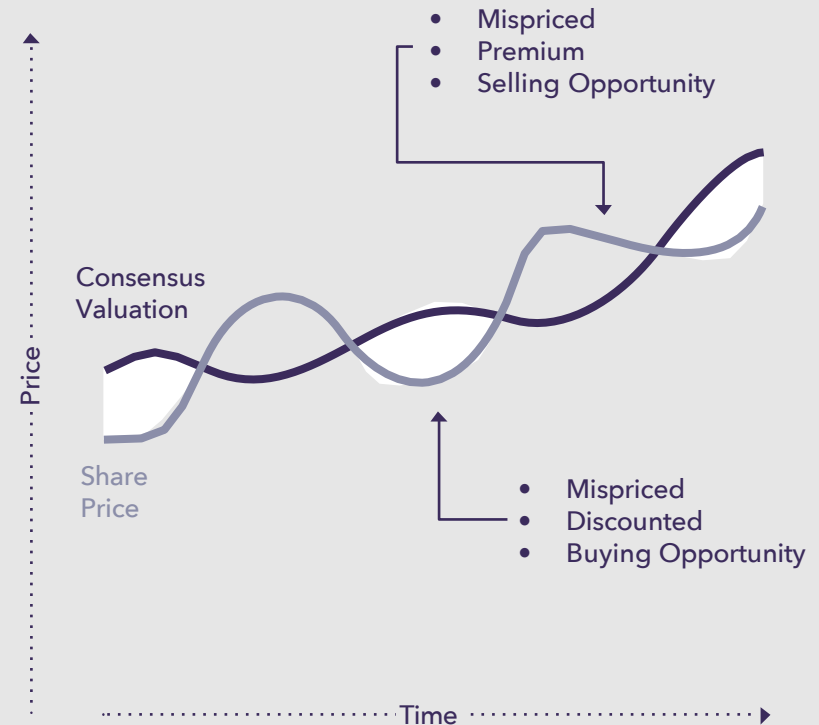 • Mispriced
• Premium
• Selling Opportunity
Consensus
Valuation
Price
Share
Price
• Mispriced
• Discounted
• Buying Opportunity
Time